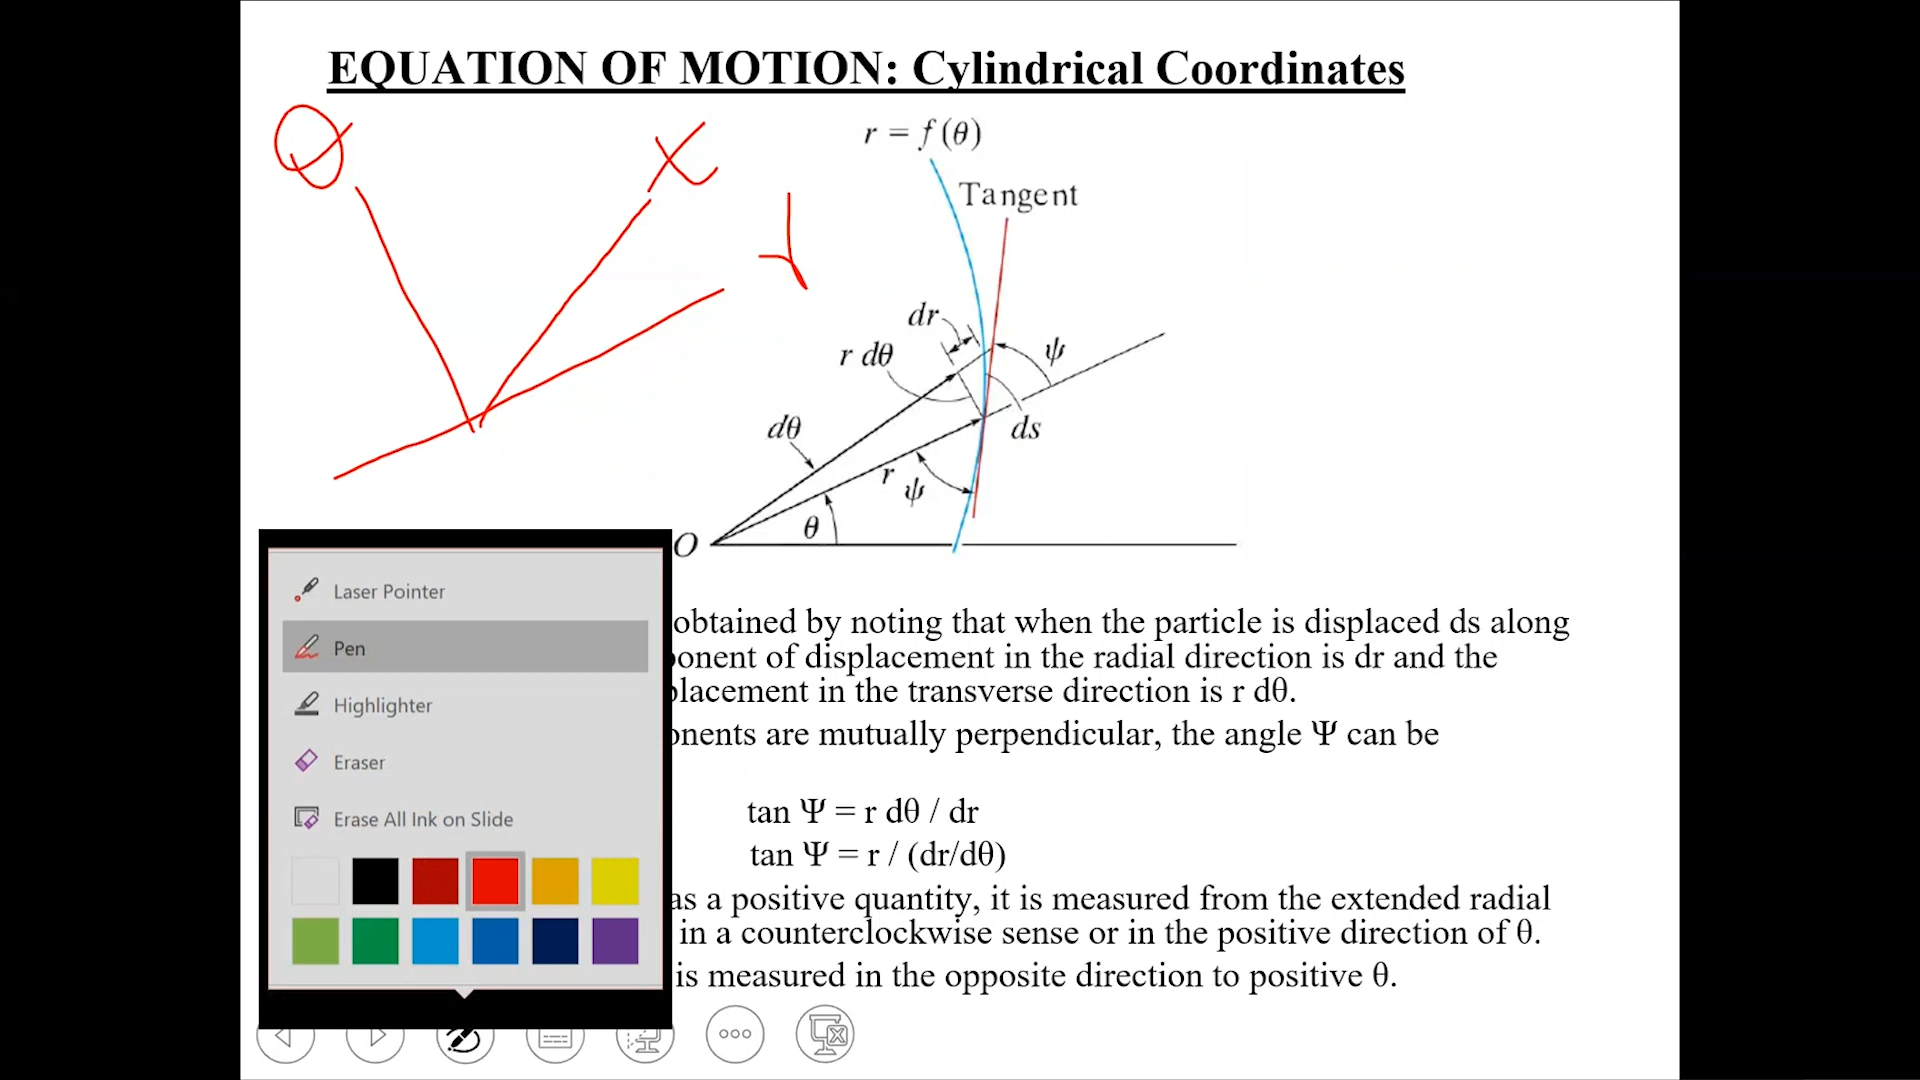 EQUATION OF MOTION: Cylindrical Coordinates
θ
t
r
r = f (θ)
Tangent
dr
r dθ
ψ
dθ
ds
r
ψ
θ
O
Laser Pointer
Pen
Highlighter
Eraser
Erase All Ink on Slide
obtained by noting that when the particle is displaced ds along
onent of displacement in the radial direction is dr and the
placement in the transverse direction is r dθ.
onents are mutually perpendicular, the angle Ψ can be
tan Ψ = r dθ / dr
tan Ψ = r / (dr/dθ)
as a positive quantity, it is measured from the extended radial
in a counterclockwise sense or in the positive direction of θ.
is measured in the opposite direction to positive θ.